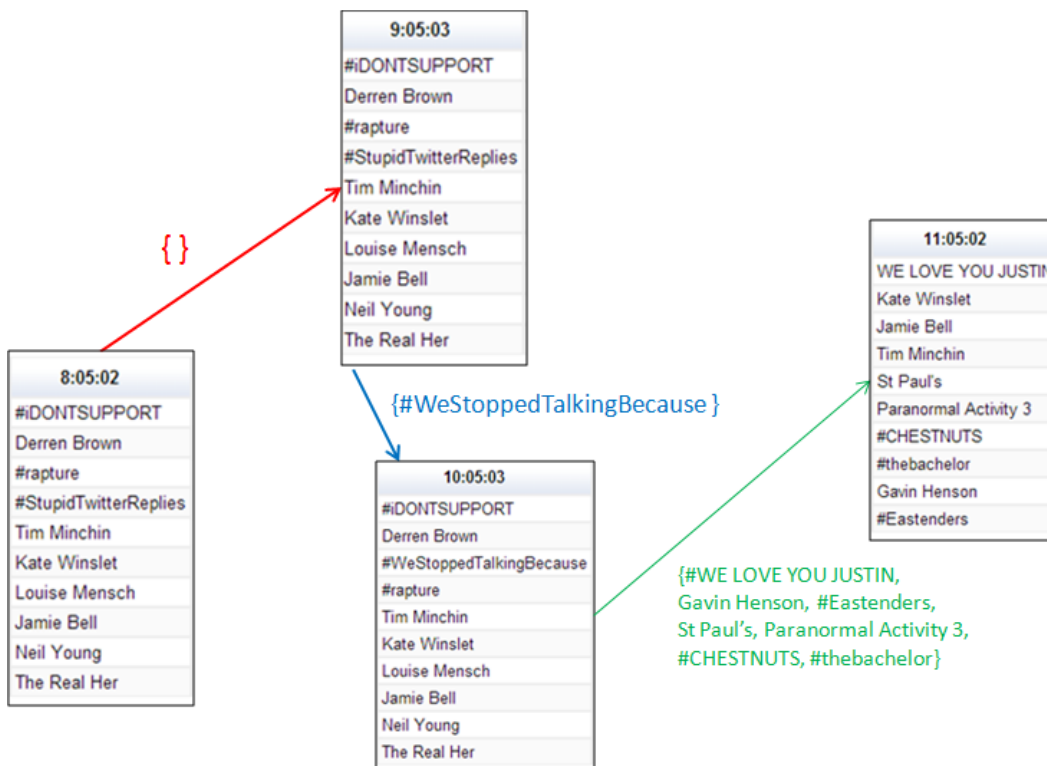 9:05:03
#iDONTSUPPORT
Derren Brown
#rapture
#StupidTwitterReplies
Tim Minchin
Kate Winslet
Louise Mensch
Jamie Bell
Neil Young
The Real Her
{ }
8:05:02
#iDONTSUPPORT
Derren Brown
#rapture
#StupidTwitterReplies
Tim Minchin
Kate Winslet
Louise Mensch
Jamie Bell
Neil Young
The Real Her
{#WeStoppedTalkingBecause }
10:05:03
#iDONTSUPPORT
Derren Brown
#WeStoppedTalkingBecause
#rapture
Tim Minchin
Kate Winslet
Louise Mensch
Jamie Bell
Neil Young
The Real Her
11:05:02
WE LOVE YOU JUSTIN
Kate Winslet
Jamie Bell
Tim Minchin
St Paul's
Paranormal Activity 3
#CHESTNUTS
#thebachelor
Gavin Henson
#Eastenders
{#WE LOVE YOU JUSTIN,
Gavin Henson, #Eastenders,
St Paul's, Paranormal Activity 3,
#CHESTNUTS, #thebachelor}